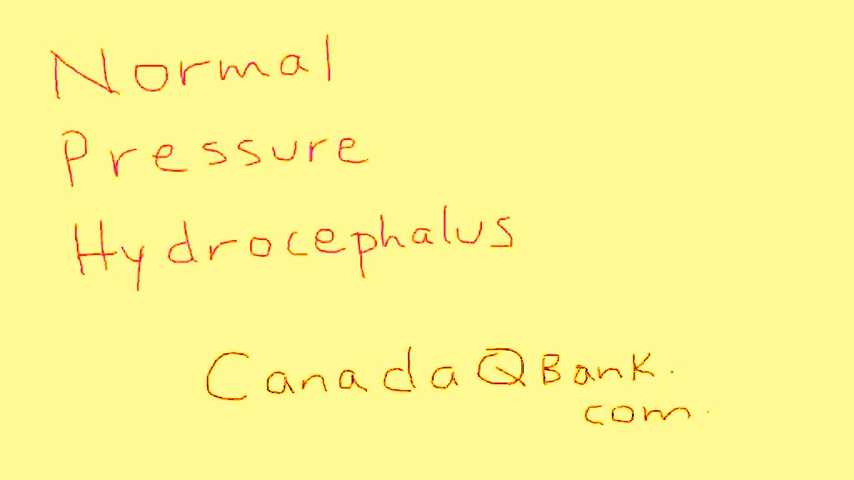 Normal
Pressure
Hydrocephalus
CanadaQBank.
com.